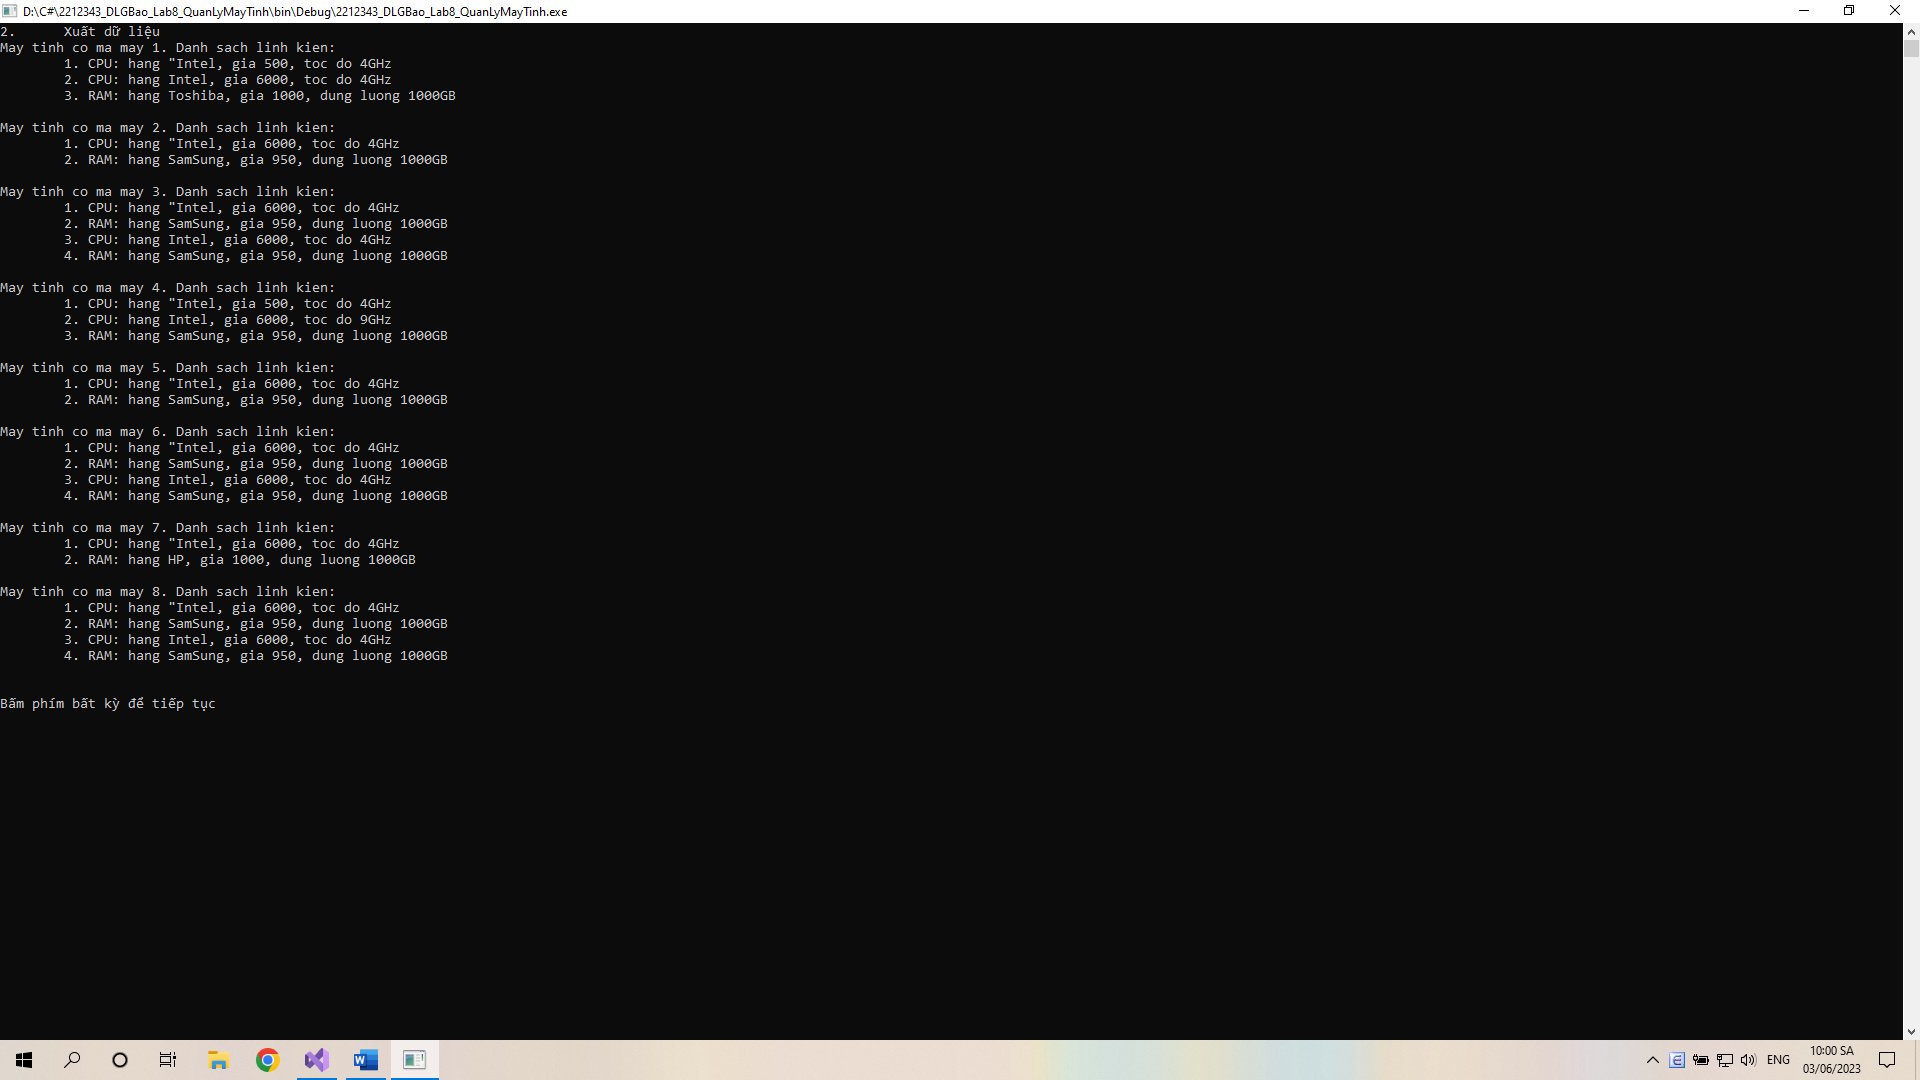 D:\C#\2212343_DLGBao_Lab8_QuanLyMayTinh\bin\Debug\2212343_DLGBao_Lab8_QuanLyMayTinh.exe
2. Xuất dữ liệu
May tinh co ma may 1. Danh sach linh kien:
1. CPU: hang "Intel, gia 500, toc do 4GHz
2. CPU: hang Intel, gia 6000, toc do 4GHz
3. RAM: hang Toshiba, gia 1000, dung luong 1000GB
May tinh co ma may 2. Danh sach linh kien:
1. CPU: hang "Intel, gia 6000, toc do 4GHz
2. RAM: hang SamSung, gia 950, dung luong 1000GB
May tinh co ma may 3. Danh sach linh kien:
1. CPU: hang "Intel, gia 6000, toc do 4GHz
2. RAM: hang SamSung, gia 950, dung luong 1000GB
3. CPU: hang Intel, gia 6000, toc do 4GHz
4. RAM: hang SamSung, gia 950, dung luong 1000GB
May tinh co ma may 4. Danh sach linh kien:
1. CPU: hang "Intel, gia 500, toc do 4GHz
2. CPU: hang Intel, gia 6000, toc do 9GHz
3. RAM: hang SamSung, gia 950, dung luong 1000GB
May tinh co ma may 5. Danh sach linh kien:
1. CPU: hang "Intel, gia 6000, toc do 4GHz
2. RAM: hang SamSung, gia 950, dung luong 1000GB
May tinh co ma may 6. Danh sach linh kien:
1. CPU: hang "Intel, gia 6000, toc do 4GHz
2. RAM: hang SamSung, gia 950, dung luong 1000GB
3. CPU: hang Intel, gia 6000, toc do 4GHz
4. RAM: hang SamSung, gia 950, dung luong 1000GB
May tinh co ma may 7. Danh sach linh kien:
1. CPU: hang "Intel, gia 6000, toc do 4GHz
2. RAM: hang HP, gia 1000, dung luong 1000GB
May tinh co ma may 8. Danh sach linh kien:
1. CPU: hang "Intel, gia 6000, toc do 4GHz
2. RAM: hang SamSung, gia 950, dung luong 1000GB
3. CPU: hang Intel, gia 6000, toc do 4GHz
4. RAM: hang SamSung, gia 950, dung luong 1000GB
Bấm phím bất kỳ để tiếp tục
ENG
10:00 SA
03/06/2023